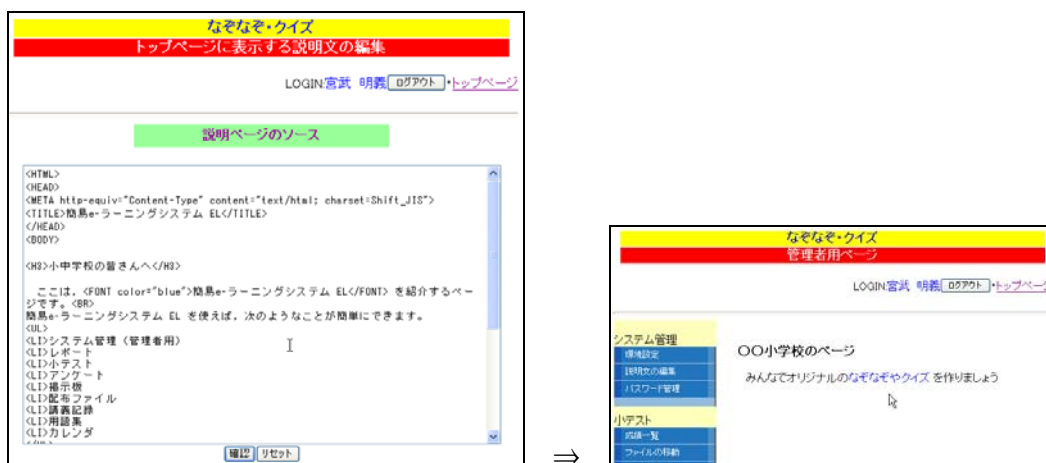 なぞなぞ・クイズ
トップページに表示する説明文の編集
LOGIN:宮武 明義 ログアウト・トップページ
説明ページのソース
<HTML>
<HEAD>
<META http-equiv="Content-Type" content="text/html; charset=Shift_JIS">
<TITLE>簡易e-ラーニングシステム EL</TITLE>
</HEAD>
<BODY>
<H3>小中学校の皆さんへ</H3>
ここは，<FONT color="blue">簡易e-ラーニングシステム EL</FONT> を紹介するペー
ジです。<BR>
簡易e-ラーニングシステム EL を使えば，次のようなことが簡単にできます。
<UL>
<LI>システム管理（管理者用）
<LI>レポート
<LI>小テスト
<LI>アンケート
<LI>掲示板
<LI>配布ファイル
<LI>講義記録
<LI>用語集
<LI>カレンダ
確認 リセット
⇒
なぞなぞ・クイズ
管理者用ページ
LOGIN:宮武 明義 ログアウト・トップページ
システム管理
環境設定
説明文の編集
パスワード管理
小テスト
成績一覧
ファイルの移動
〇〇小学校のページ
みんなでオリジナルのなぞなぞやクイズ を作りましょう